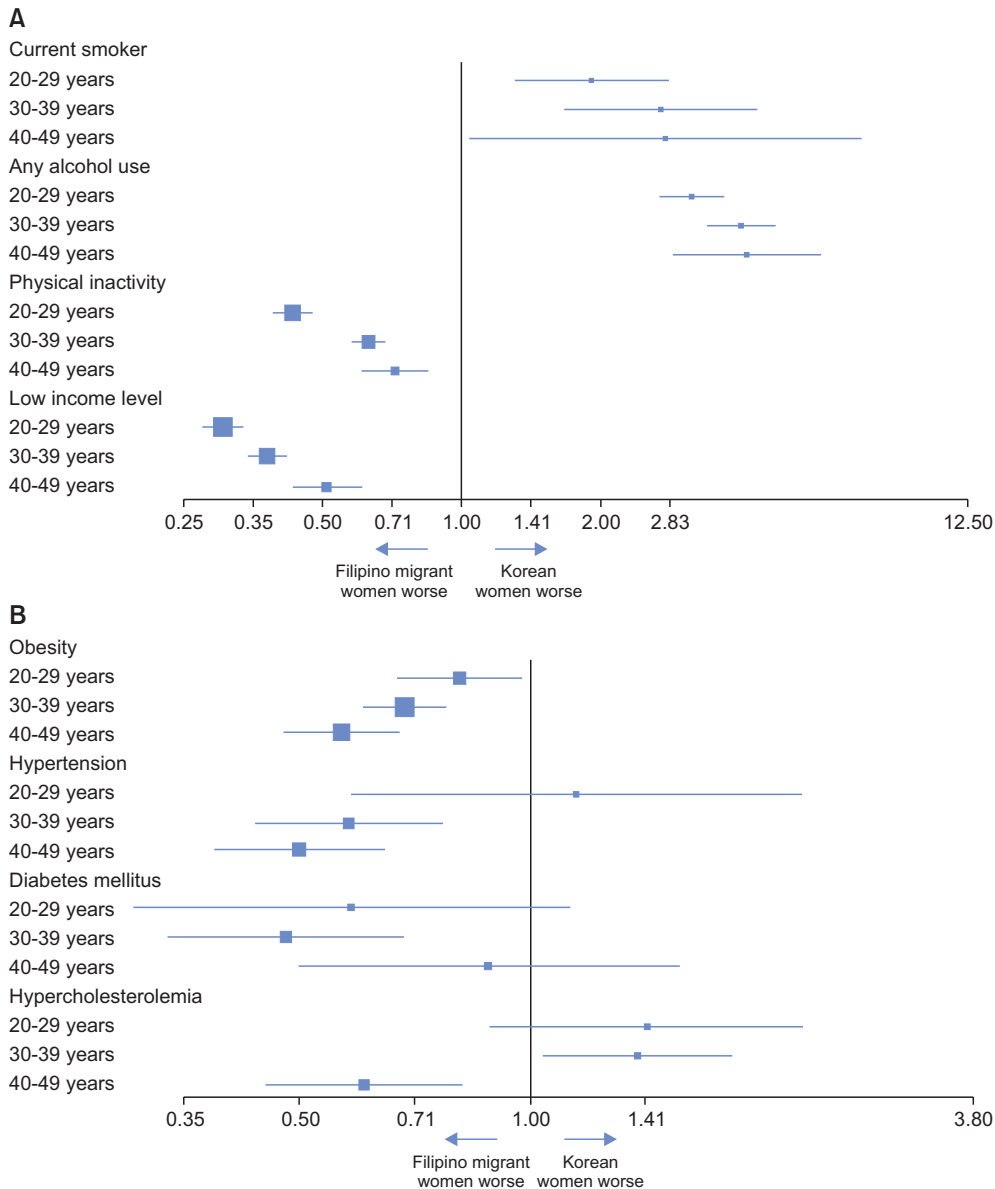 A
Current smoker
20-29 years
30-39 years
40-49 years
Any alcohol use
20-29 years
30-39 years
40-49 years
Physical inactivity
20-29 years
30-39 years
40-49 years
Low income level
20-29 years
30-39 years
40-49 years
0.25 0.35 0.50 0.71 1.00 1.41 2.00 2.83 12.50
Filipino migrant Korean
women worse women worse
B
Obesity
20-29 years
30-39 years
40-49 years
Hypertension
20-29 years
30-39 years
40-49 years
Diabetes mellitus
20-29 years
30-39 years
40-49 years
Hypercholesterolemia
20-29 years
30-39 years
40-49 years
0.35 0.50 0.71 1.00 1.41 3.80
Filipino migrant Korean
women worse women worse